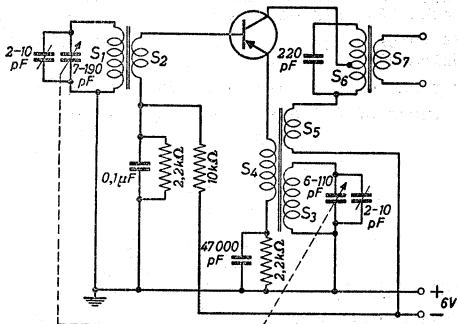 2-10
pF
S1
7-190
pF
S2
220
pF
S6
S7
0,1µF
2,2kΩ
10kΩ
S4
S5
S3
6-110
pF
2-10
pF
47000
pF
2,2kΩ
+
6V
−